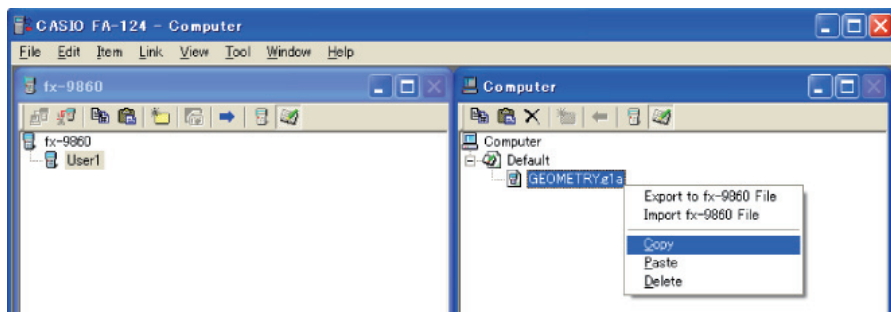 CASIO FA-124 - Computer
File Edit Item Link View Tool Window Help
fx-9860
fx-9860
User1
Computer
Computer
Default
GEOMETRY.g1a
Export to fx-9860 File
Import fx-9860 File
Copy
Paste
Delete